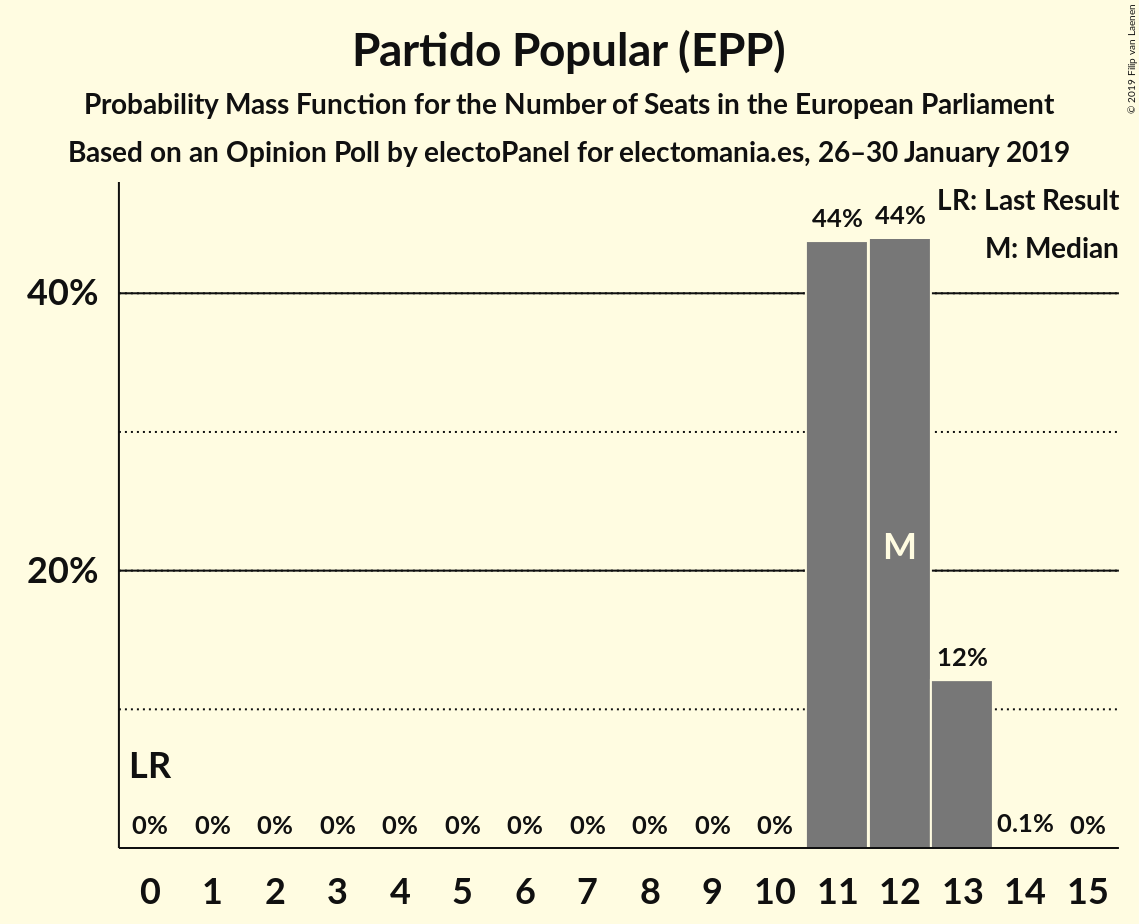 Partido Popular (EPP)
Probability Mass Function for the Number of Seats in the European Parliament
Based on an Opinion Poll by electoPanel for electomania.es, 26–30 January 2019
© 2019 Filip van Laenen
LR: Last Result
M: Median
44% 44%
40%
M
20%
12%
LR
0% 0% 0% 0% 0% 0% 0% 0% 0% 0% 0% 0.1% 0%
0 1 2 3 4 5 6 7 8 9 10 11 12 13 14 15